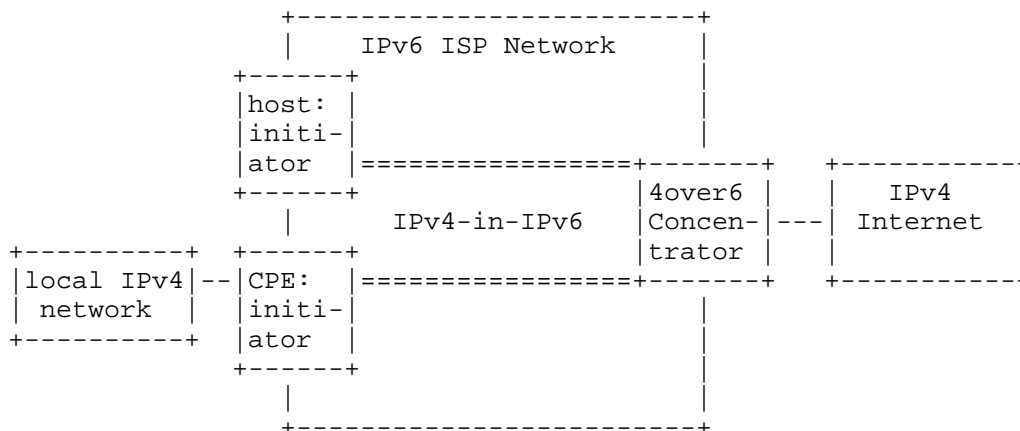 IPv6 ISP Network
host:
initi-
ator
4over6 IPv4
IPv4-in-IPv6 Concen- Internet
trator
local IPv4 CPE:
network initi-
ator